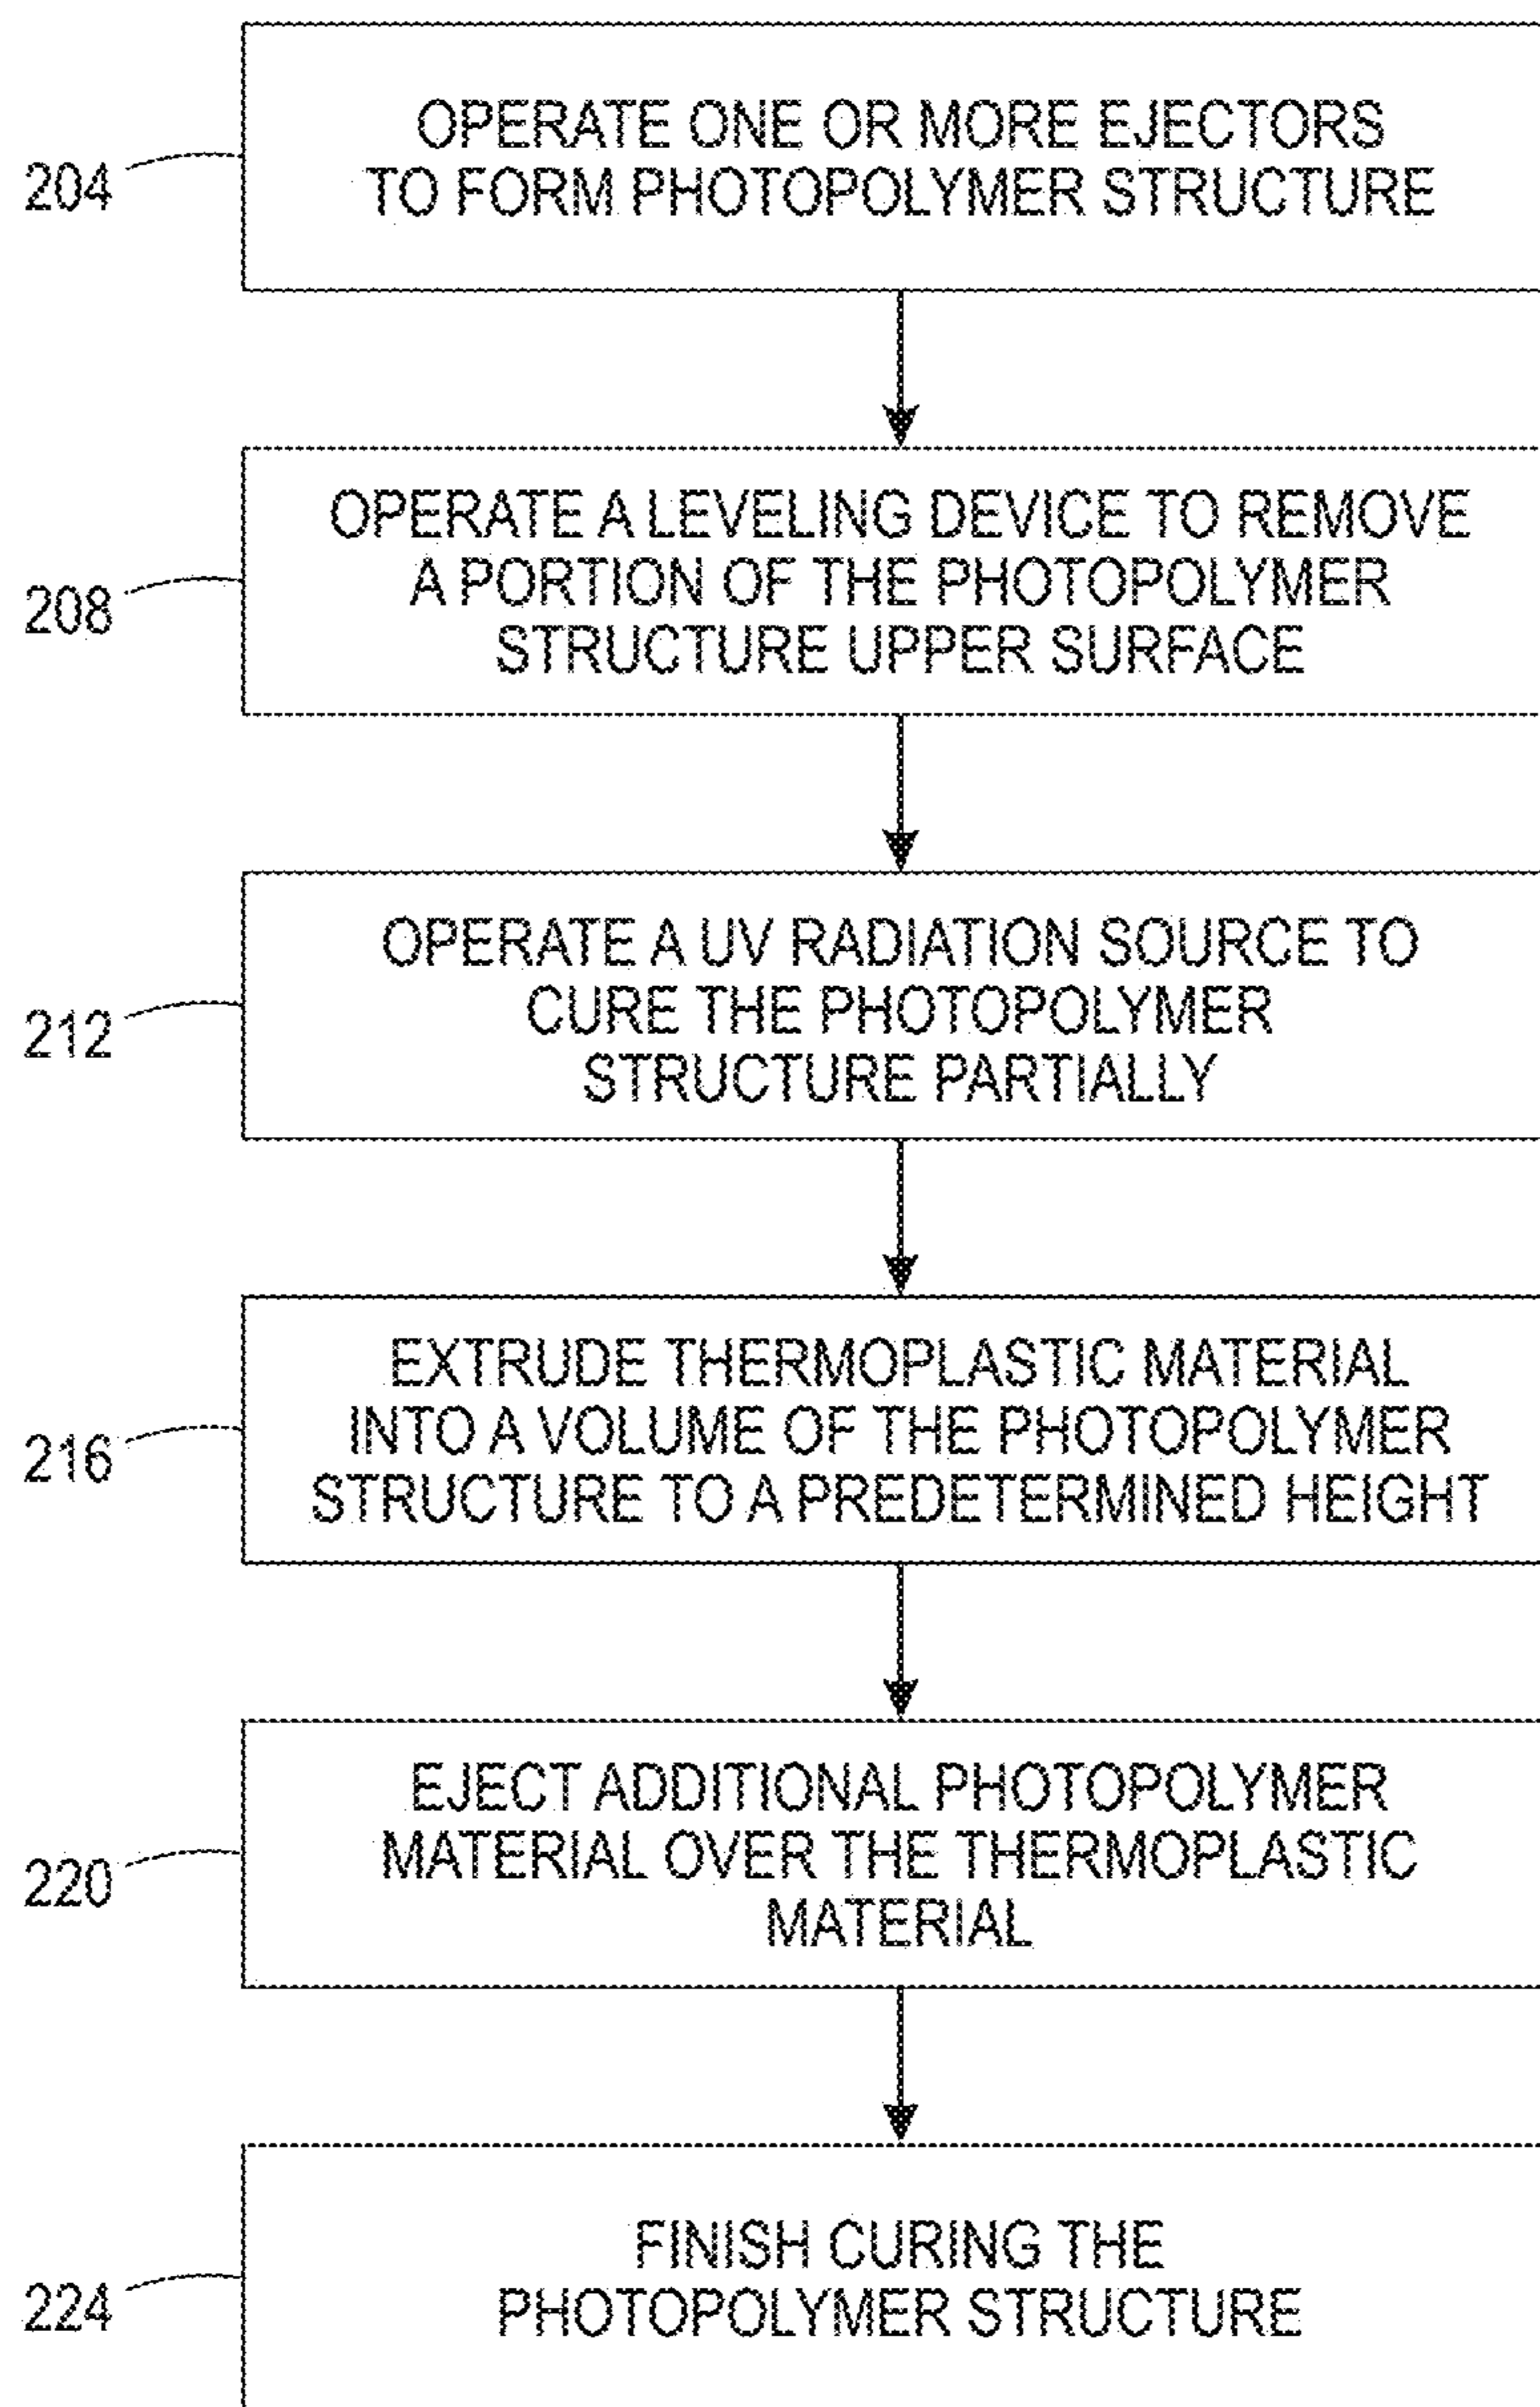 204
OPERATE ONE OR MORE EJECTORS
TO FORM PHOTOPOLYMER STRUCTURE
208
OPERATE A LEVELING DEVICE TO REMOVE
A PORTION OF THE PHOTOPOLYMER
STRUCTURE UPPER SURFACE
212
OPERATE A UV RADIATION SOURCE TO
CURE THE PHOTOPOLYMER
STRUCTURE PARTIALLY
216
EXTRUDE THERMOPLASTIC MATERIAL
INTO A VOLUME OF THE PHOTOPOLYMER
STRUCTURE TO A PREDETERMINED HEIGHT
220
EJECT ADDITIONAL PHOTOPOLYMER
MATERIAL OVER THE THERMOPLASTIC
MATERIAL
224
FINISH CURING THE
PHOTOPOLYMER STRUCTURE